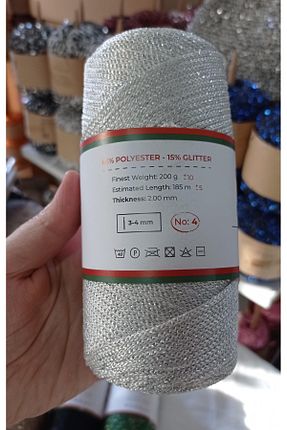 POLYESTER - 15% GLITTER
Finest Weight: 200 g ±10
Estimated Length: 185 m ±5
Thickness: 2.00 mm
3-4 mm
No: 4
P